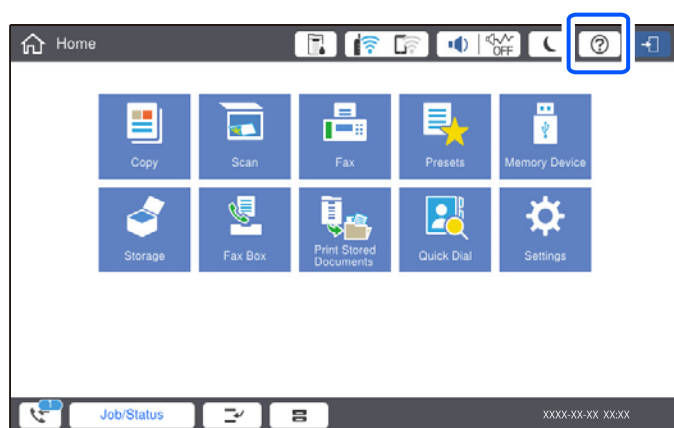 Home
OFF
?
Copy
Scan
Fax
Presets
Memory Device
Storage
Fax Box
Print Stored
Documents
Quick Dial
Settings
1
Job/Status
XXXX-XX-XX XX:XX